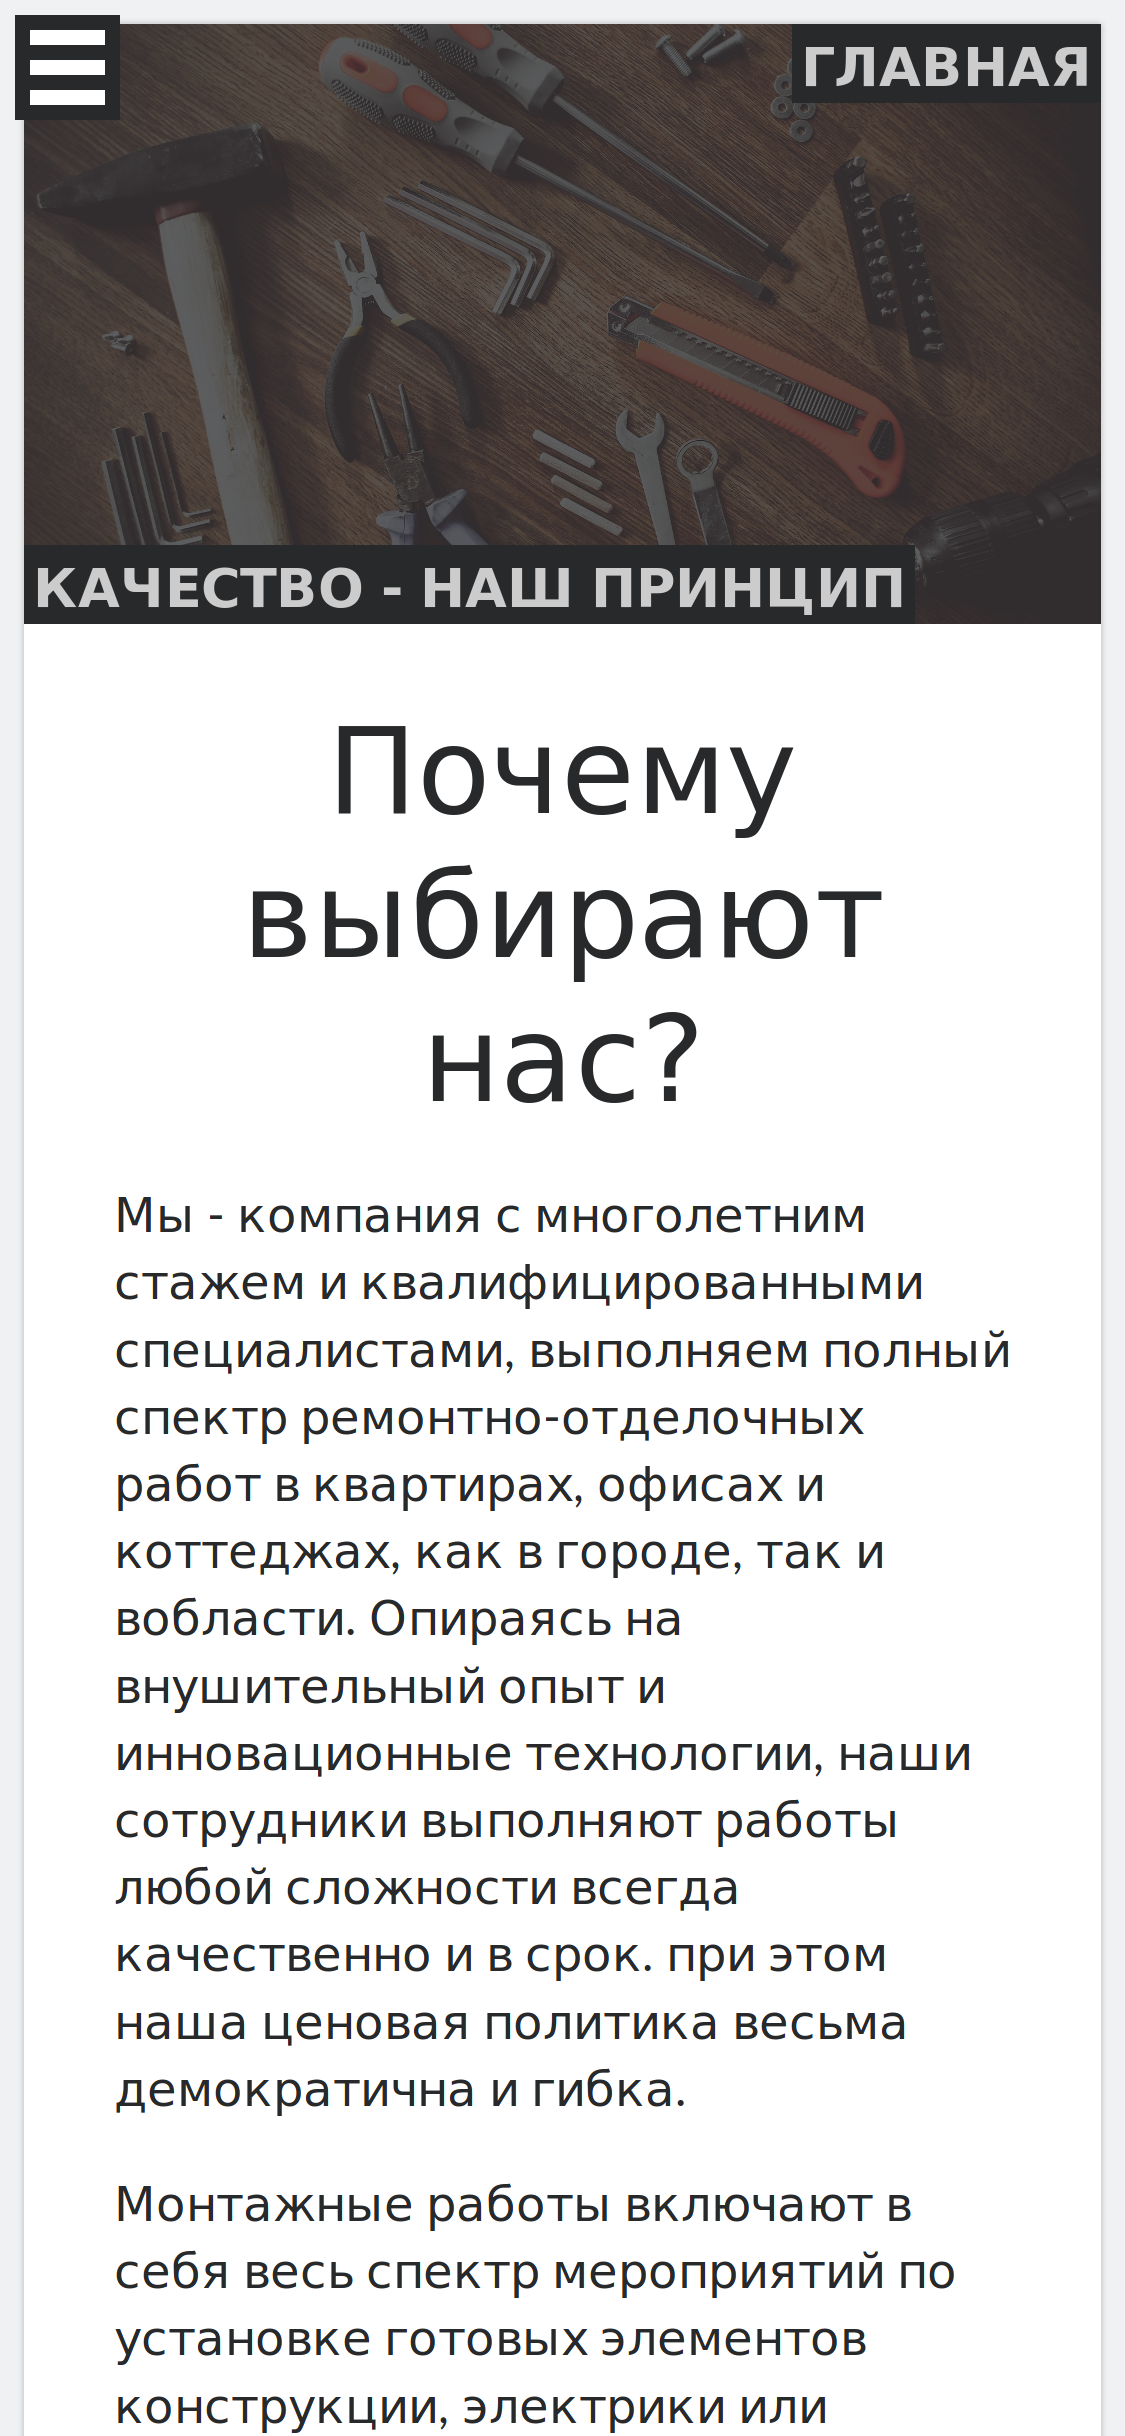 ГЛАВНАЯ
КАЧЕСТВО - НАШ ПРИНЦИП
Почему
выбирают
нас?
Мы - компания с многолетним
стажем и квалифицированными
специалистами, выполняем полный
спектр ремонтно-отделочных
работ в квартирах, офисах и
коттеджах, как в городе, так и
вобласти. Опираясь на
внушительный опыт и
инновационные технологии, наши
сотрудники выполняют работы
любой сложности всегда
качественно и в срок. при этом
наша ценовая политика весьма
демократична и гибка.
Монтажные работы включают в
себя весь спектр мероприятий по
установке готовых элементов
конструкции, электрики или